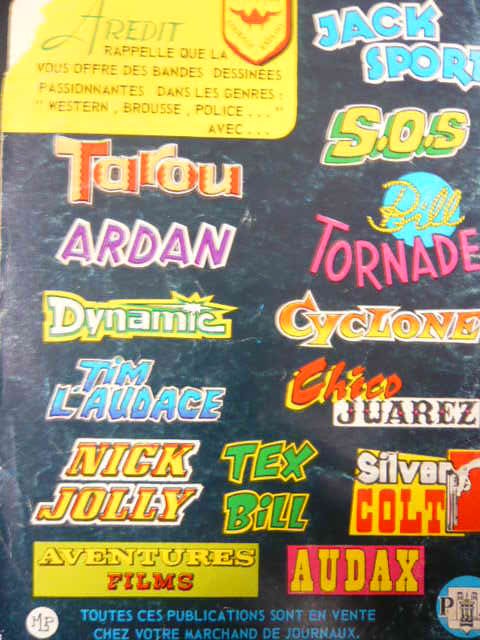 AREDIT
RAPPELLE QUE LA
VOUS OFFRE DES BANDES DESSINÉES
PASSIONNANTES DANS LES GENRES :
" WESTERN , BROUSSE , POLICE . . . "
AVEC . . .
JACK
SPORT
S.O.S
Tarou
Bill
TORNADE
ARDAN
Dynamic
CYCLONE
TIM
L'AUDACE
Chico
JUAREZ
NICK
JOLLY
TEX
BILL
Silver
COLT
AVENTURES
FILMS
AUDAX
MP
P
TOUTES CES PUBLICATIONS SONT EN VENTE
CHEZ VOTRE MARCHAND DE JOURNAUX.